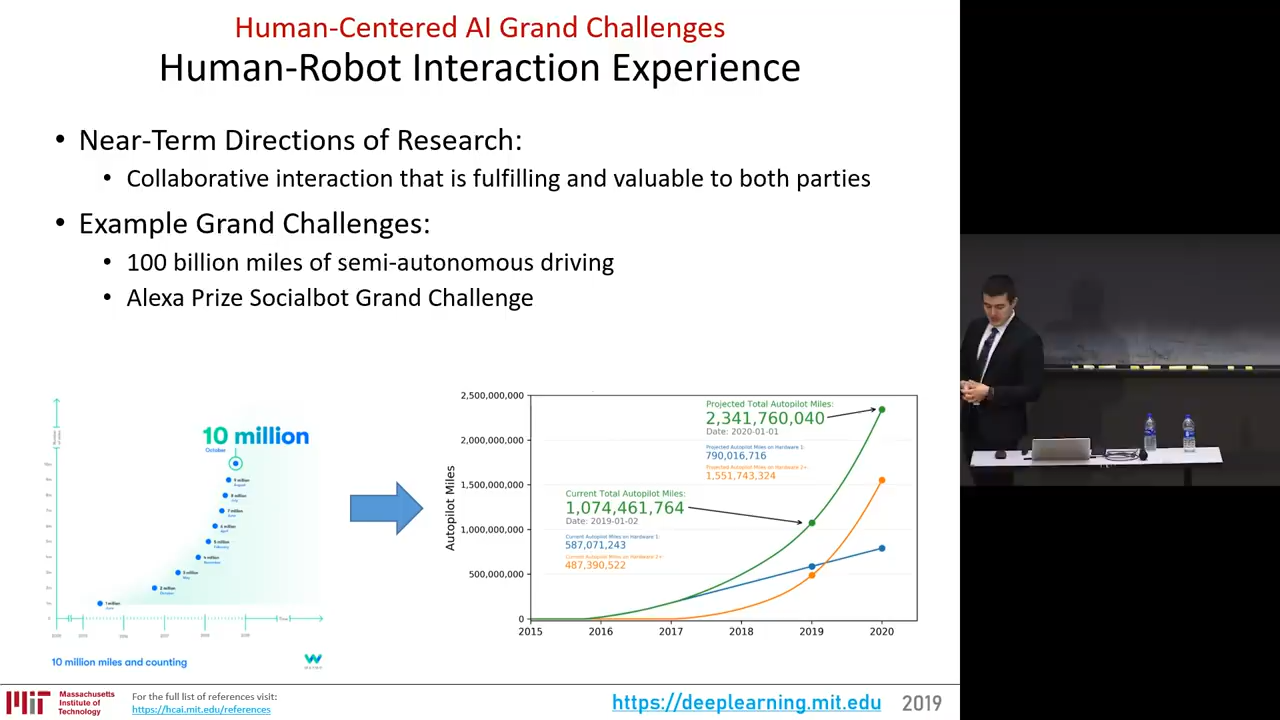 Human-Centered AI Grand Challenges
Human-Robot Interaction Experience
• Near-Term Directions of Research:
• Collaborative interaction that is fulfilling and valuable to both parties
• Example Grand Challenges:
• 100 billion miles of semi-autonomous driving
• Alexa Prize Socialbot Grand Challenge
10 million
October
9 million
August
8 million
July
7 million
June
6 million
April
5 million
February
4 million
November
3 million
May
2 million
October
1 million
June
Time
10 million miles and counting
Autopilot Miles
2,500,000,000
2,000,000,000
1,500,000,000
1,000,000,000
500,000,000
0
2015
2016
2017
2018
2019
2020
Projected Total Autopilot Miles:
2,341,760,040
Date: 2020-01-01
Projected Autopilot Miles on Hardware 1:
790,016,716
Projected Autopilot Miles on Hardware 2+:
1,551,743,324
Current Total Autopilot Miles:
1,074,461,764
Date: 2019-01-02
Current Autopilot Miles on Hardware 1:
587,071,243
Current Autopilot Miles on Hardware 2+:
487,390,522
Massachusetts
Institute of
Technology
For the full list of references visit:
https://hcai.mit.edu/references
https://deeplearning.mit.edu
2019